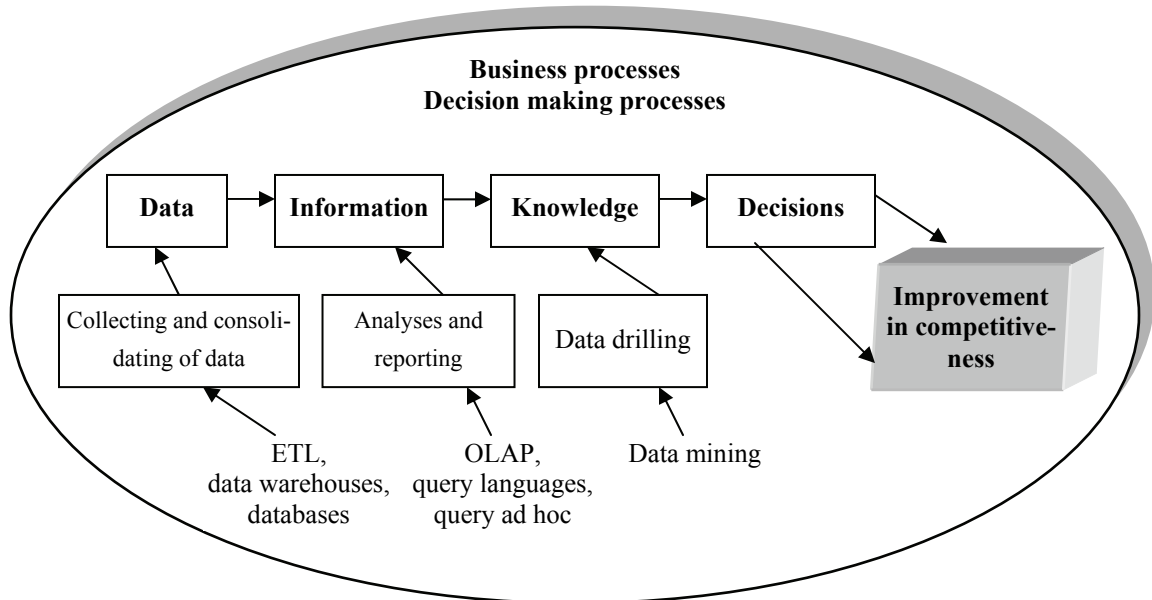 Business processes
Decision making processes
Data
Information
Knowledge
Decisions
Improvement
in competitive-
ness
Collecting and consoli-
dating of data
Analyses and
reporting
Data drilling
ETL,
data warehouses,
databases
OLAP,
query languages,
query ad hoc
Data mining